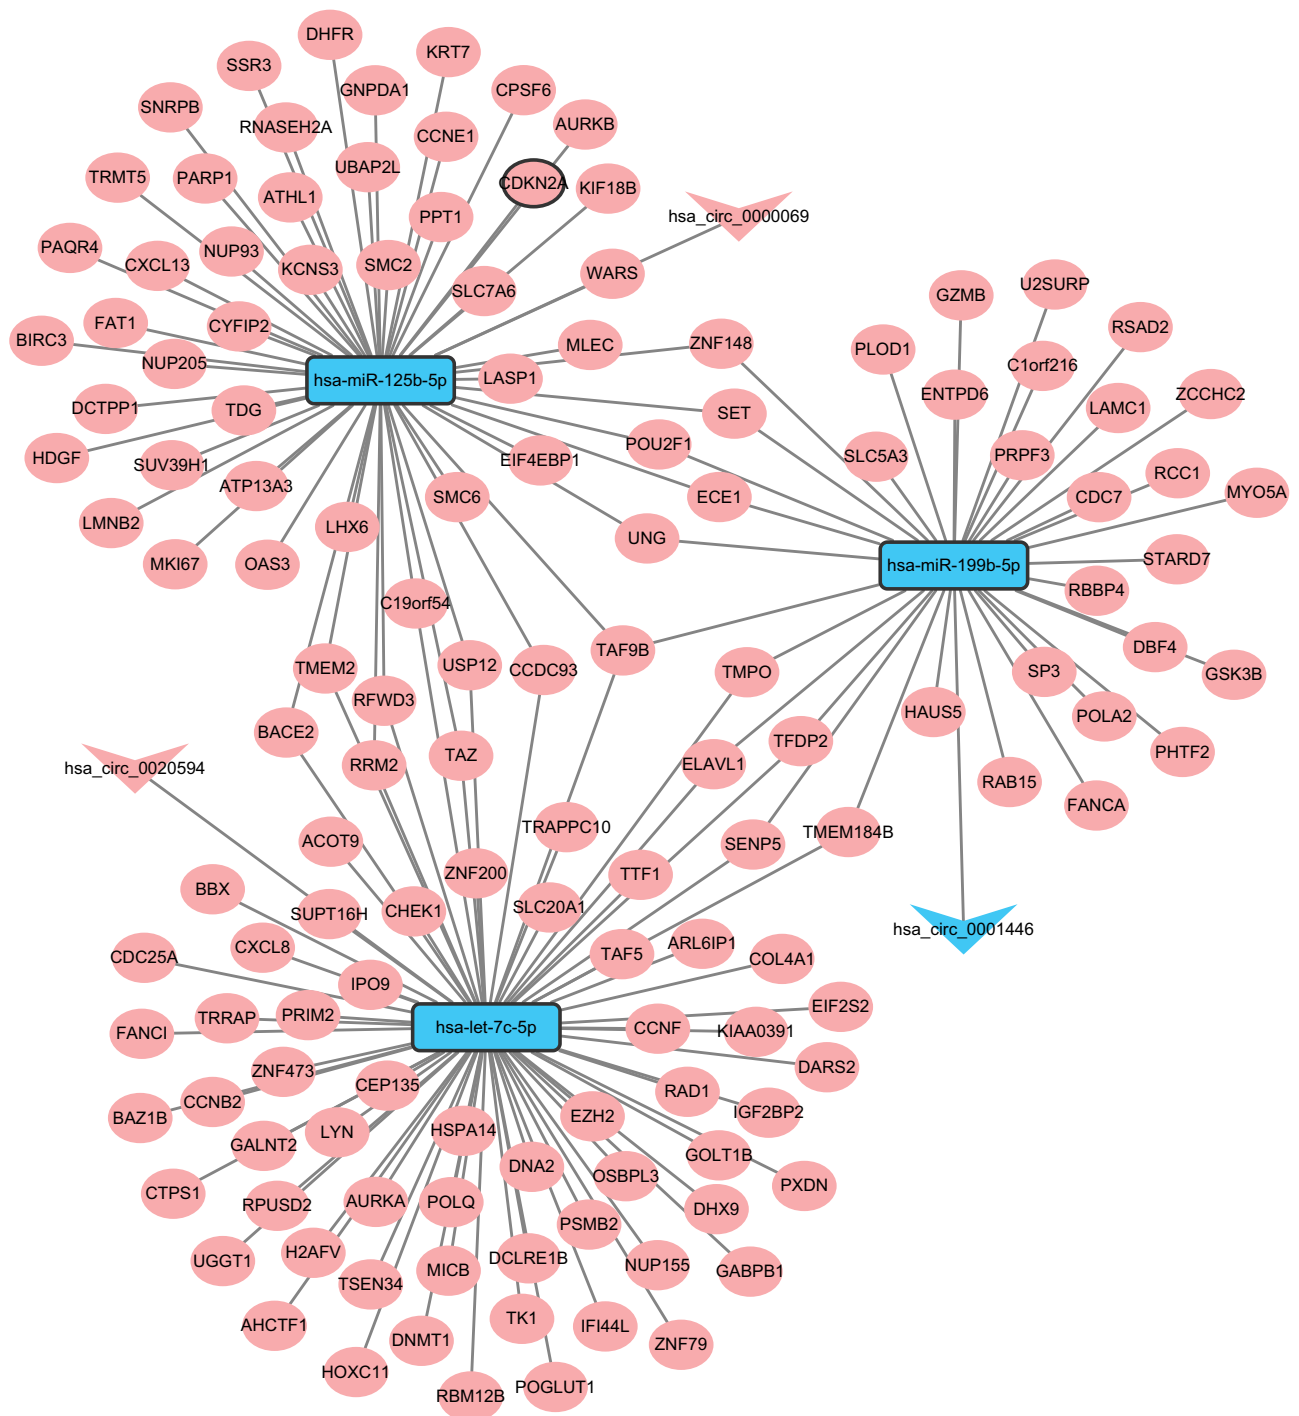 DHFR
KRT7
SSR3
GNPDA1
CPSF6
SNRPB
RNASEH2A
CCNE1
AURKB
UBAP2L
TRMT5
PARP1
ATHL1
CDKN2A
KIF18B
PPT1
hsa_circ_0000069
PAQR4
CXCL13
NUP93
KCNS3
SMC2
SLC7A6
WARS
BIRC3
FAT1
CYFIP2
NUP205
MLEC
ZNF148
hsa-miR-125b-5p
LASP1
DCTPP1
TDG
SET
HDGF
SUV39H1
ATP13A3
EIF4EBP1
POU2F1
SMC6
ECE1
LMNB2
LHX6
UNG
MKI67
OAS3
U2SURP
GZMB
RSAD2
PLOD1
C1orf216
ENTPD6
ZCCHC2
LAMC1
SLC5A3
PRPF3
RCC1
CDC7
MYO5A
hsa-miR-199b-5p
STARD7
RBBP4
DBF4
GSK3B
SP3
HAUS5
POLA2
PHTF2
RAB15
FANCA
C19orf54
TMEM2
USP12
CCDC93
TAF9B
TMPO
RFWD3
BACE2
TAZ
RRM2
ELAVL1
TFDP2
hsa_circ_0020594
TRAPPC10
SENP5
TMEM184B
ACOT9
ZNF200
TTF1
BBX
SUPT16H
CHEK1
SLC20A1
hsa_circ_0001446
CDC25A
CXCL8
IPO9
TAF5
ARL6IP1
COL4A1
TRRAP
PRIM2
EIF2S2
FANCI
hsa-let-7c-5p
CCNF
KIAA0391
ZNF473
DARS2
CEP135
RAD1
BAZ1B
CCNB2
IGF2BP2
EZH2
GALNT2
LYN
HSPA14
GOLT1B
DNA2
OSBPL3
PXDN
CTPS1
RPUSD2
AURKA
POLQ
DHX9
PSMB2
UGGT1
H2AFV
DCLRE1B
NUP155
GABPB1
TSEN34
MICB
AHCTF1
TK1
IFI44L
DNMT1
ZNF79
HOXC11
POGLUT1
RBM12B